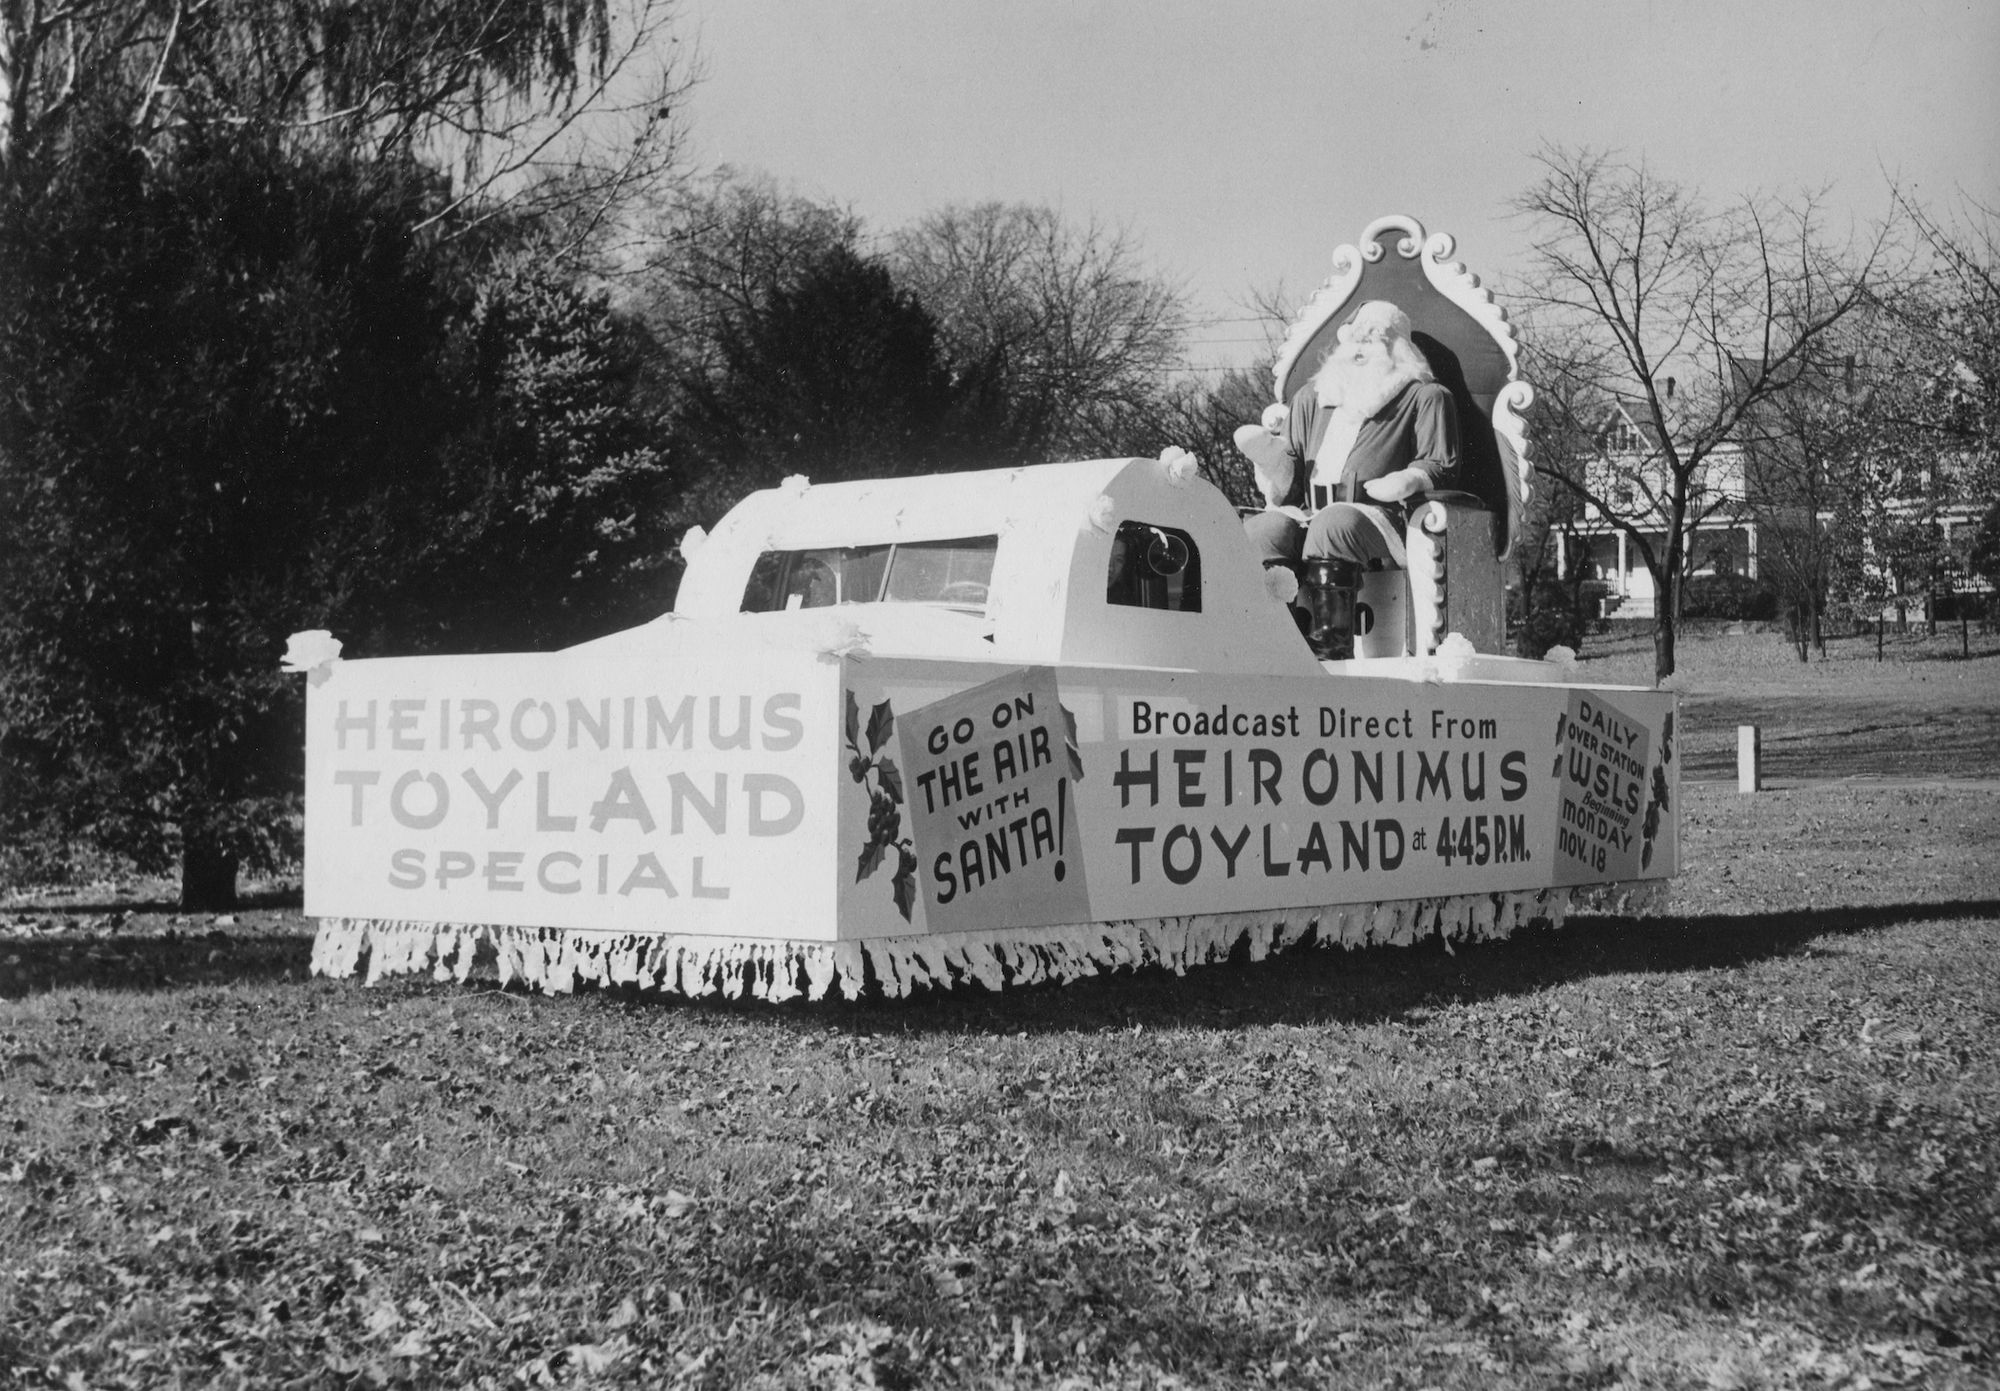 HEIRONIMUS
TOYLAND
SPECIAL
GO ON
THE AIR
WITH
SANTA!
Broadcast Direct From
HEIRONIMUS
TOYLAND at 4:45 P.M.
DAILY
OVER STATION
WSLS
Beginning
MONDAY
NOV. 18